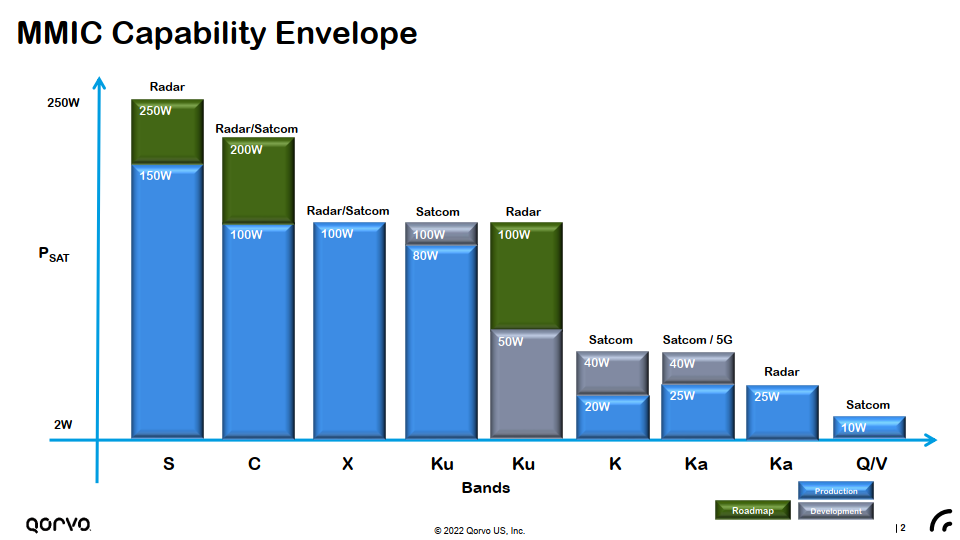 MMIC Capability Envelope
250W
Radar
250W
150W
Radar/Satcom
200W
100W
Radar/Satcom
100W
Satcom
100W
80W
Radar
100W
50W
Satcom
40W
20W
Satcom / 5G
40W
25W
Radar
25W
Satcom
10W
PSAT
2W
S C X Ku Ku K Ka Ka Q/V
Bands
Production
Roadmap Development
QORVO
© 2022 Qorvo US, Inc.
| 2